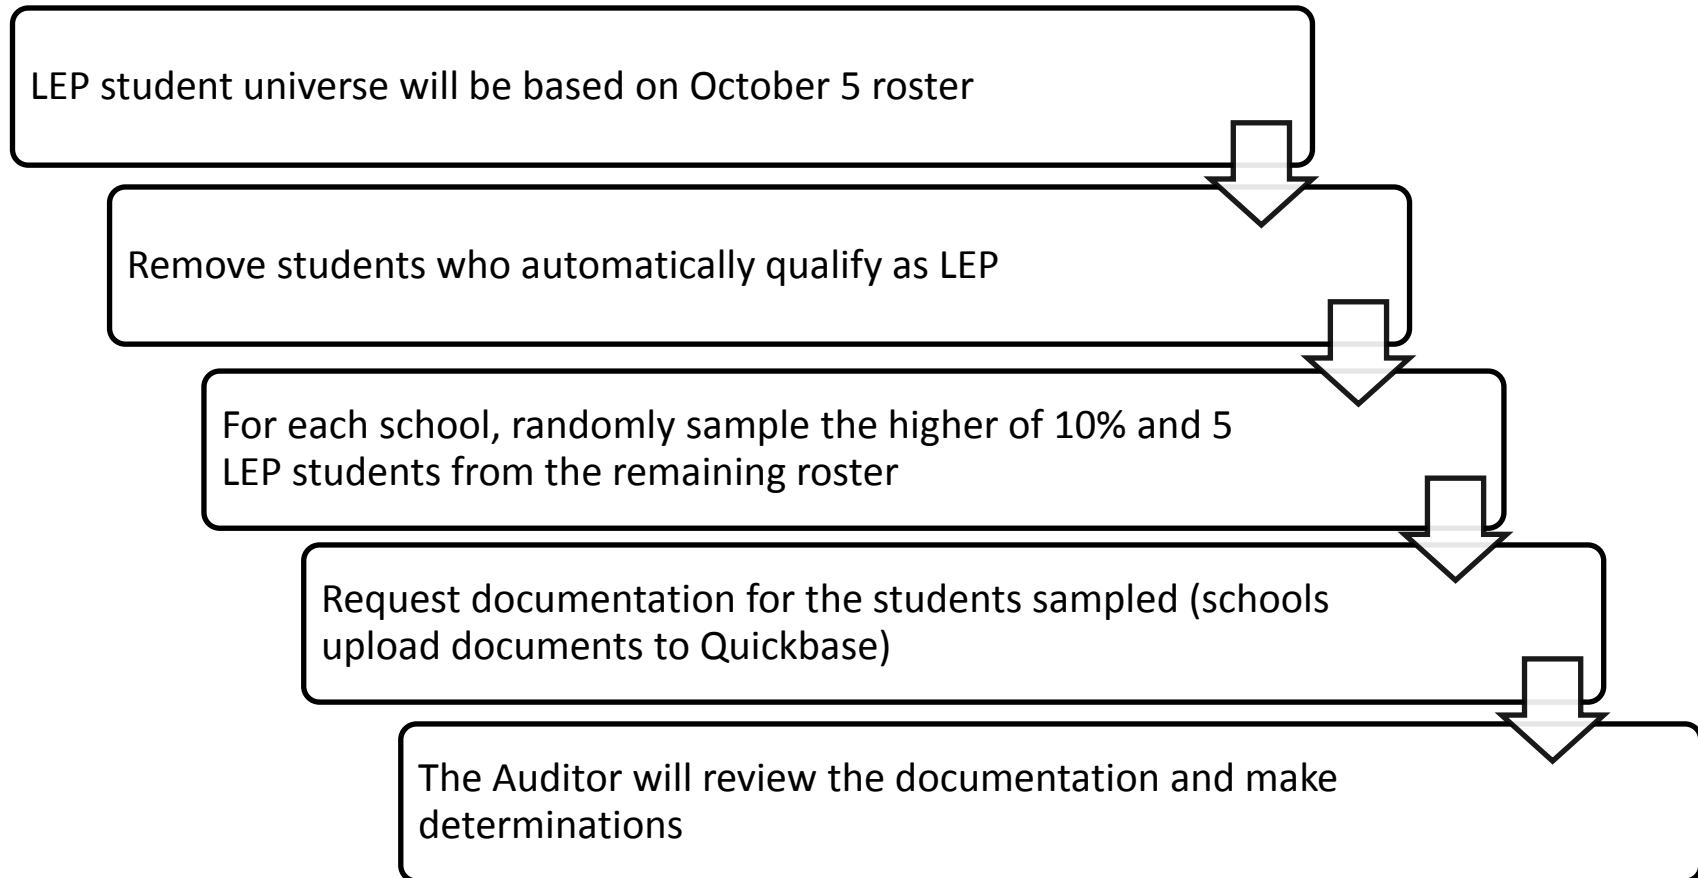 LEP student universe will be based on October 5 roster
Remove students who automatically qualify as LEP
For each school, randomly sample the higher of 10% and 5
LEP students from the remaining roster
Request documentation for the students sampled (schools
upload documents to Quickbase)
The Auditor will review the documentation and make
determinations